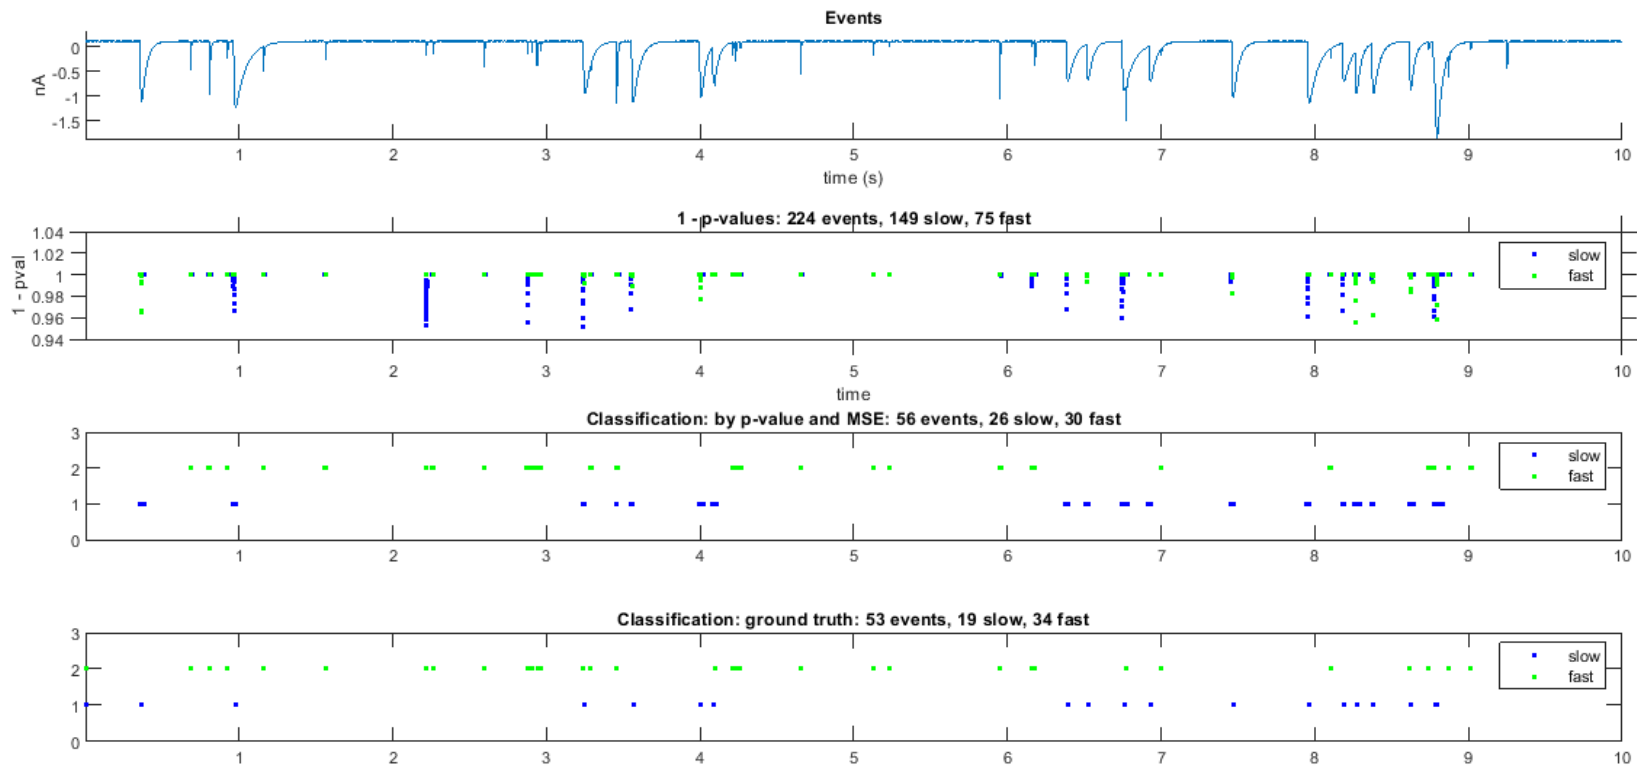 Events
0
-0.5
-1
-1.5
nA
1 2 3 4 5 6 7 8 9 10
time (s)
1 - p-values: 224 events, 149 slow, 75 fast
1.04
1.02
1
0.98
0.96
0.94
1 - pval
slow
fast
1 2 3 4 5 6 7 8 9 10
time
Classification: by p-value and MSE: 56 events, 26 slow, 30 fast
3
2
1
0
slow
fast
1 2 3 4 5 6 7 8 9 10
Classification: ground truth: 53 events, 19 slow, 34 fast
3
2
1
0
slow
fast
1 2 3 4 5 6 7 8 9 10